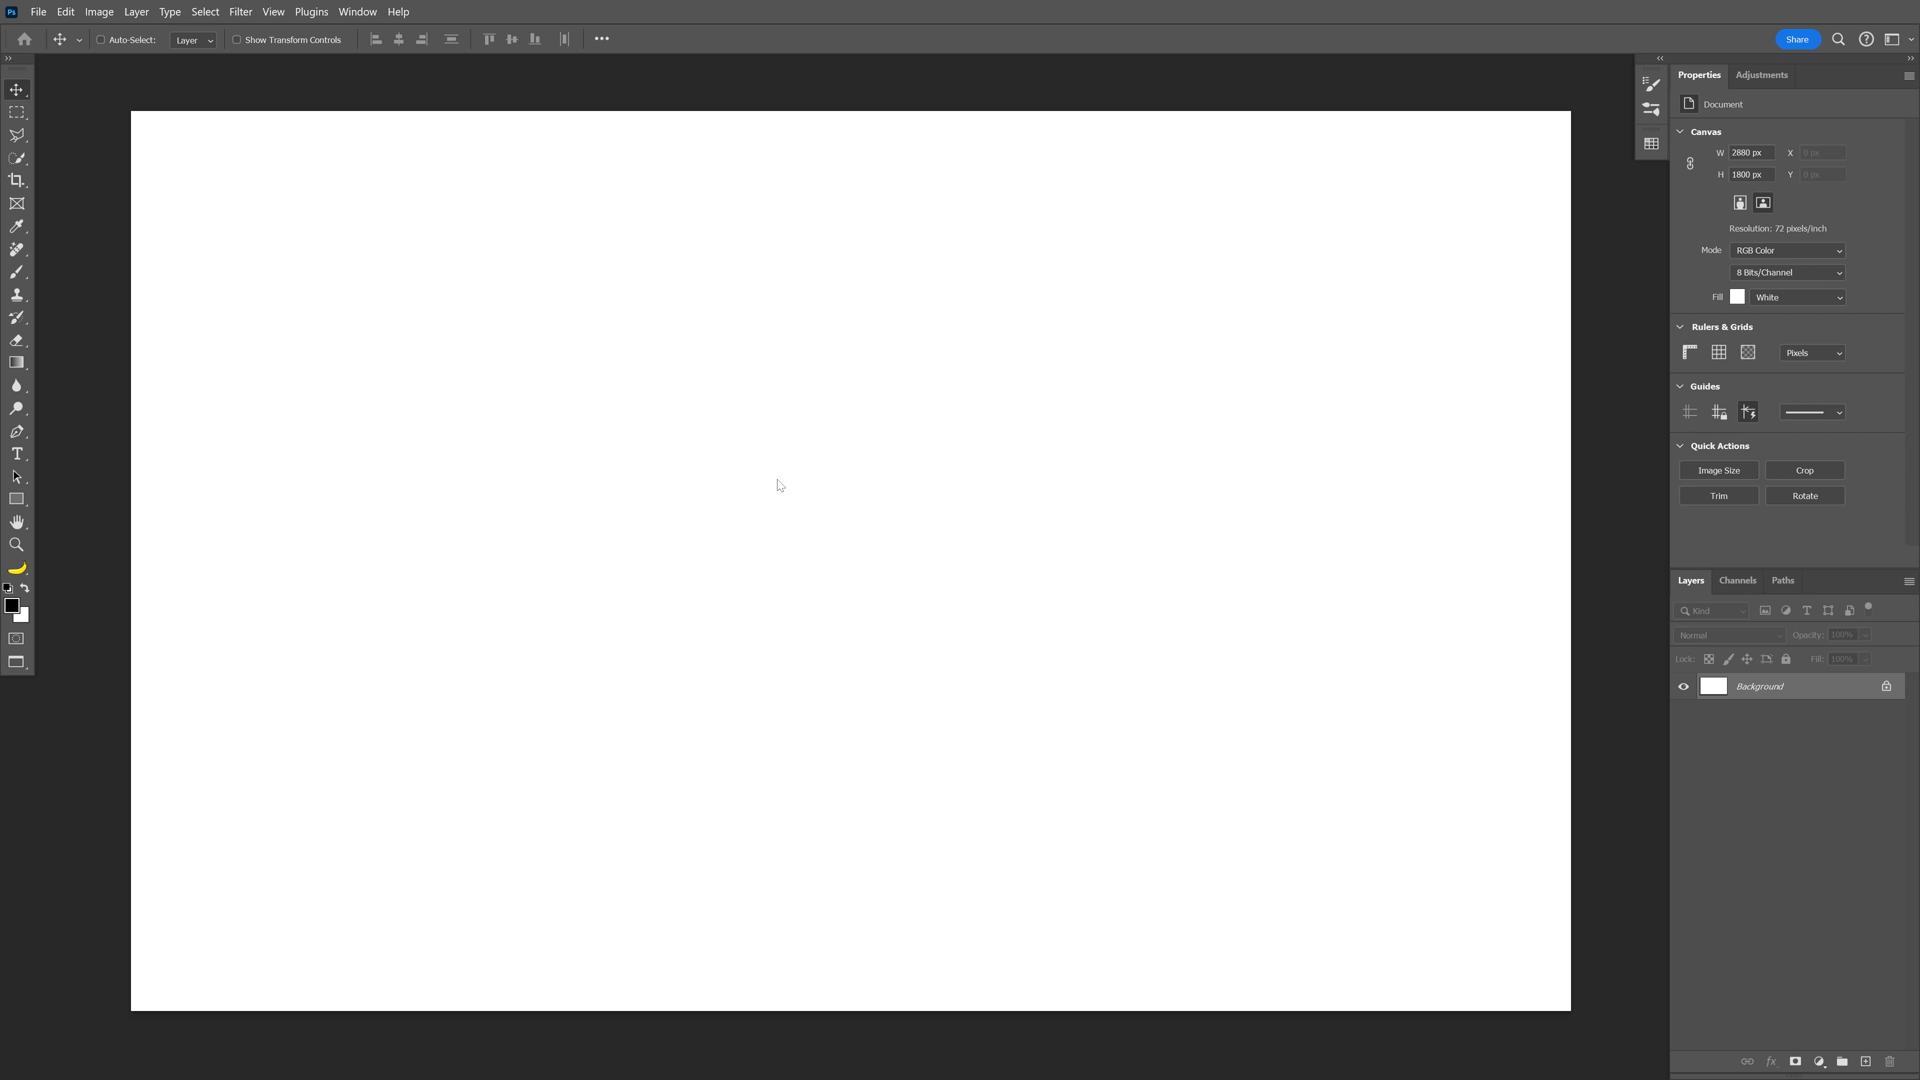 Ps File Edit Image Layer Type Select Filter View Plugins Window Help
Auto-Select: Layer Show Transform Controls Share
Properties Adjustments
Document
Canvas
W 2880 px X 0 px
H 1800 px Y 0 px
Resolution: 72 pixels/inch
Mode RGB Color
8 Bits/Channel
Fill White
Rulers & Grids
Pixels
Guides
Quick Actions
Image Size Crop
Trim Rotate
Layers Channels Paths
Kind
Normal Opacity: 100%
Lock: Fill: 100%
Background
fx